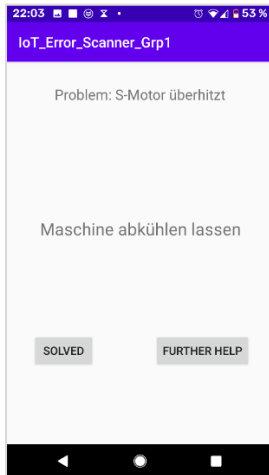 22:03 53 %
IoT_Error_Scanner_Grp1
Problem: S-Motor überhitzt
Maschine abkühlen lassen
SOLVED FURTHER HELP